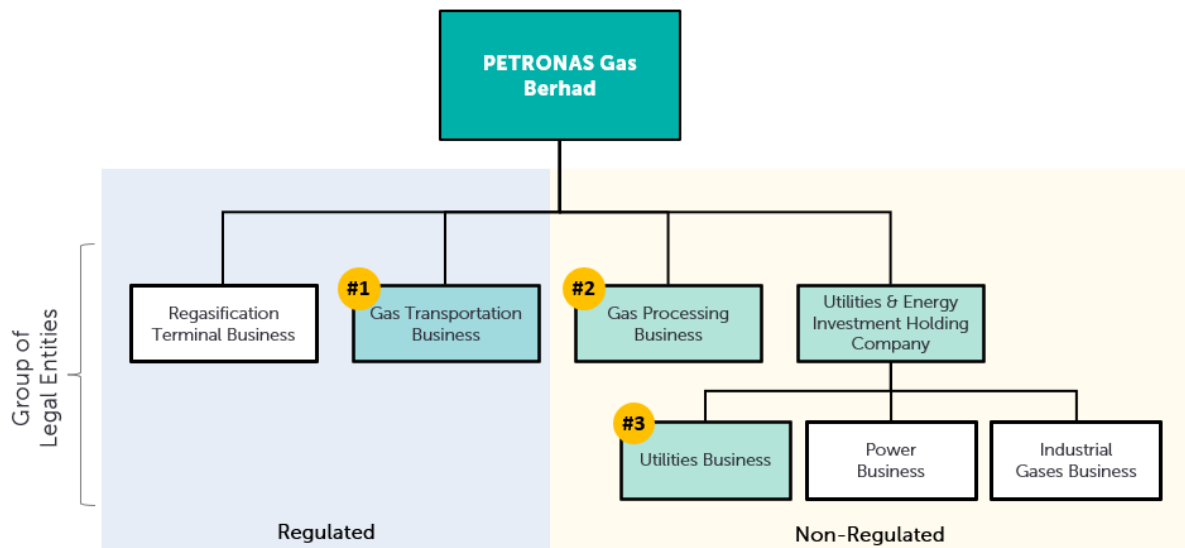 PETRONAS Gas
Berhad
Group of
Legal Entities
Regasification
Terminal Business
#1
Gas Transportation
Business
#2
Gas Processing
Business
Utilities & Energy
Investment Holding
Company
#3
Utilities Business
Power
Business
Industrial
Gases Business
Regulated
Non-Regulated